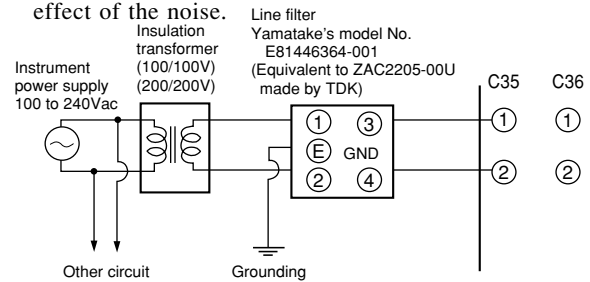 effect of the noise.
Line filter
Yamatake's model No.
E81446364-001
(Equivalent to ZAC2205-00U
made by TDK)
Insulation
transformer
(100/100V)
(200/200V)
Instrument
power supply
100 to 240Vac
C35 C36
1 3 1 1
E GND
2 4 2 2
Other circuit
Grounding